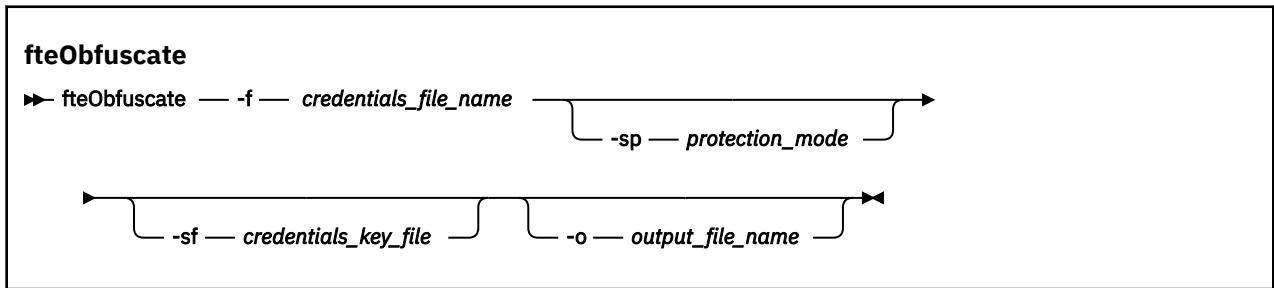 fteObfuscate
fteObfuscate -f credentials_file_name
-sp protection_mode
-sf credentials_key_file -o output_file_name